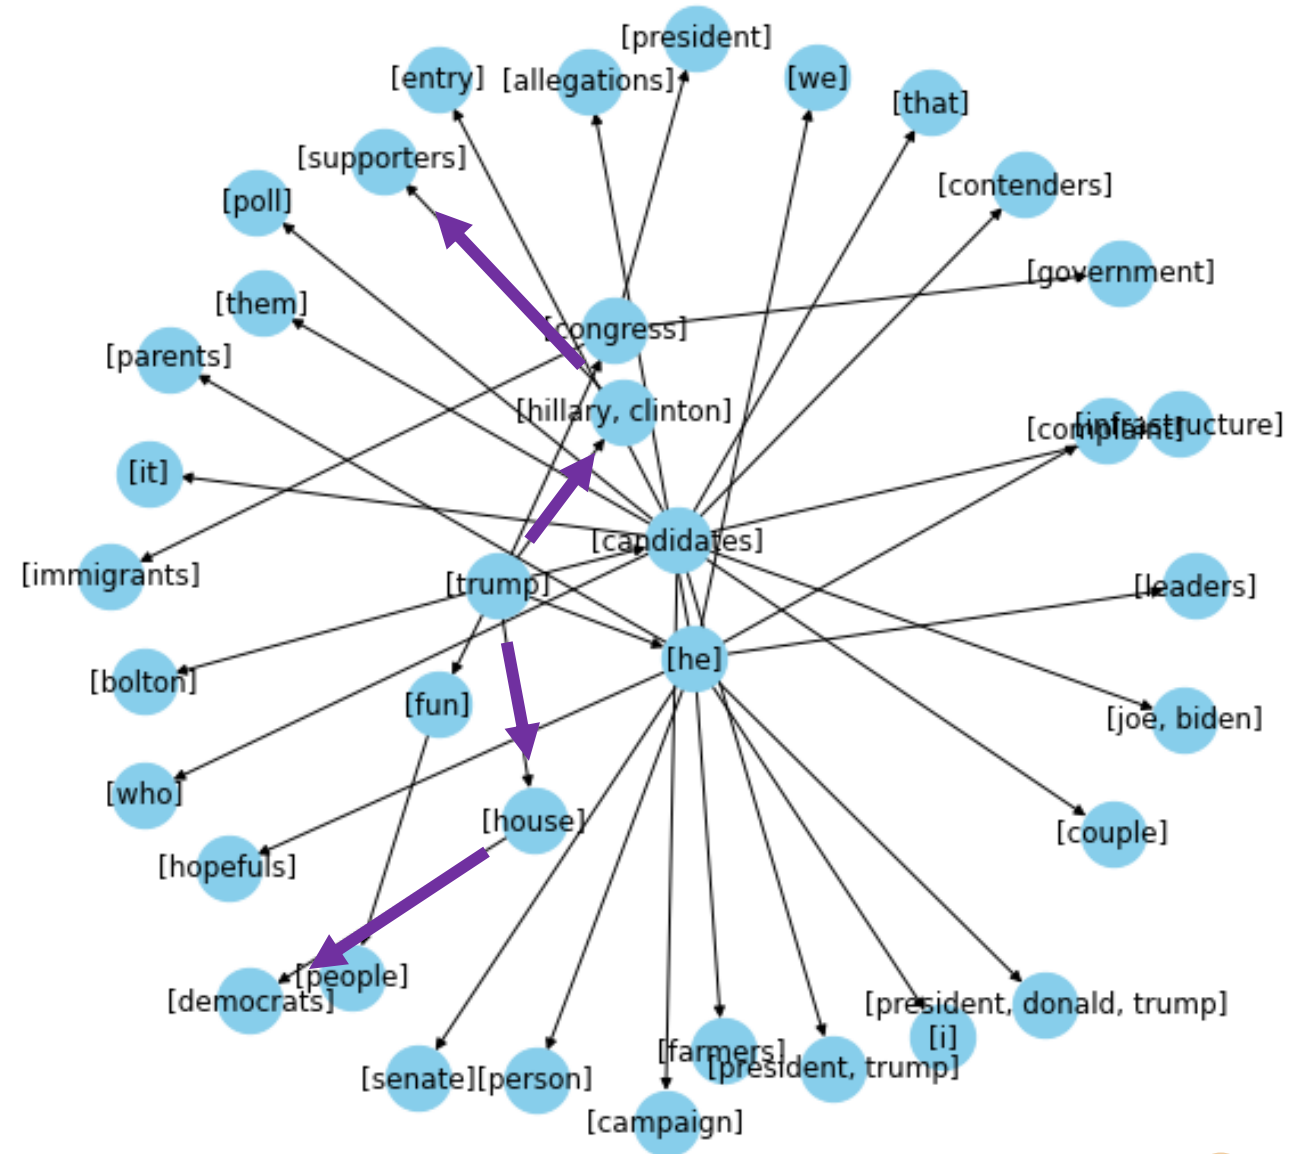 [president]
[entry]
[allegations]
[we]
[that]
[supporters]
[contenders]
[poll]
[government]
[them]
[congress]
[parents]
[hillary, clinton]
[complaint]
[infrastructure]
[it]
[candidates]
[immigrants]
[trump]
[leaders]
[he]
[bolton]
[fun]
[joe, biden]
[who]
[house]
[couple]
[hopefuls]
[people]
[democrats]
[president, donald, trump]
[i]
[farmers]
[president, trump]
[senate]
[person]
[campaign]